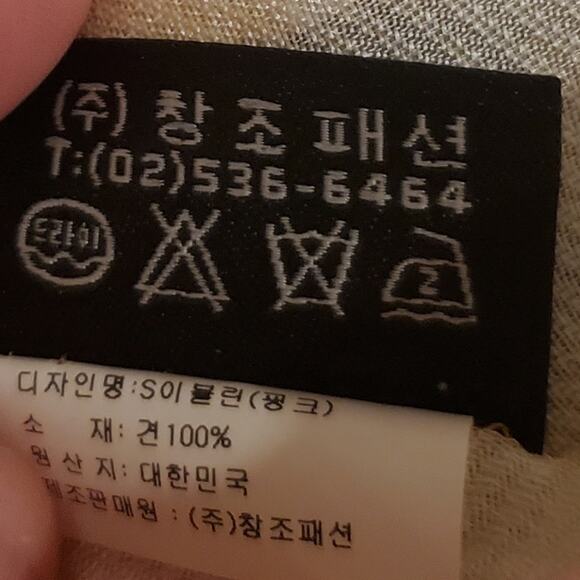 (주) 창조패션
T:(02)536-6464
드라이
2
디자인명:S이블린(핑크)
소 재: 견100%
원산지: 대한민국
제조판매원 : (주)창조패션